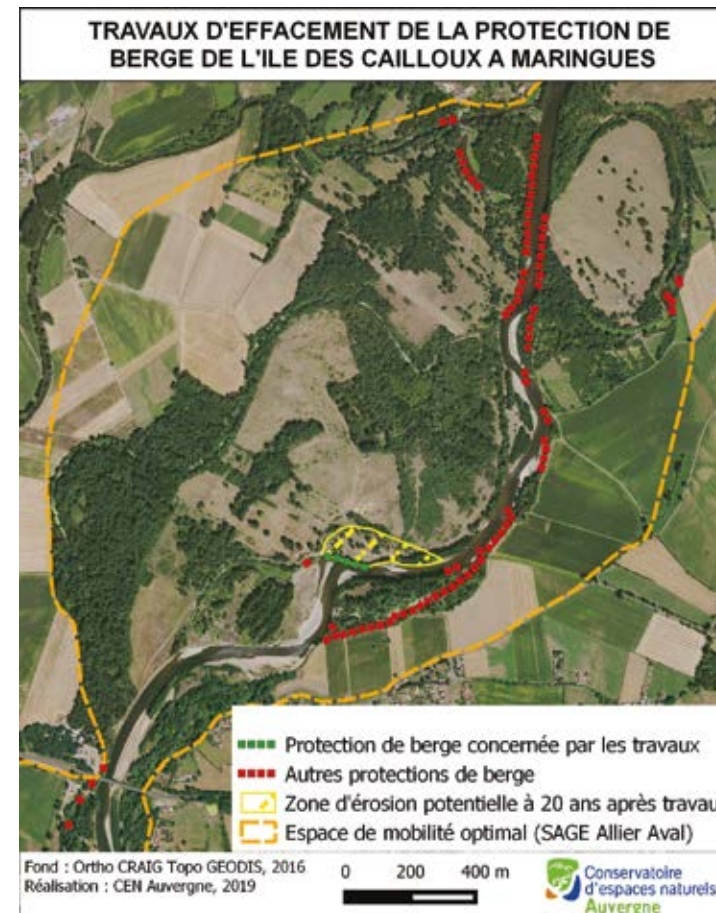 TRAVAUX D'EFFACEMENT DE LA PROTECTION DE
BERGE DE L'ILE DES CAILLOUX A MARINGUES
Protection de berge concernée par les travaux
Autres protections de berge
Zone d'érosion potentielle à 20 ans après travau
Espace de mobilité optimal (SAGE Allier Aval)
Fond : Ortho CRAIG Topo GEODIS, 2016
Réalisation : CEN Auvergne, 2019
0 200 400 m
Conservatoire
d'espaces naturels
Auvergne